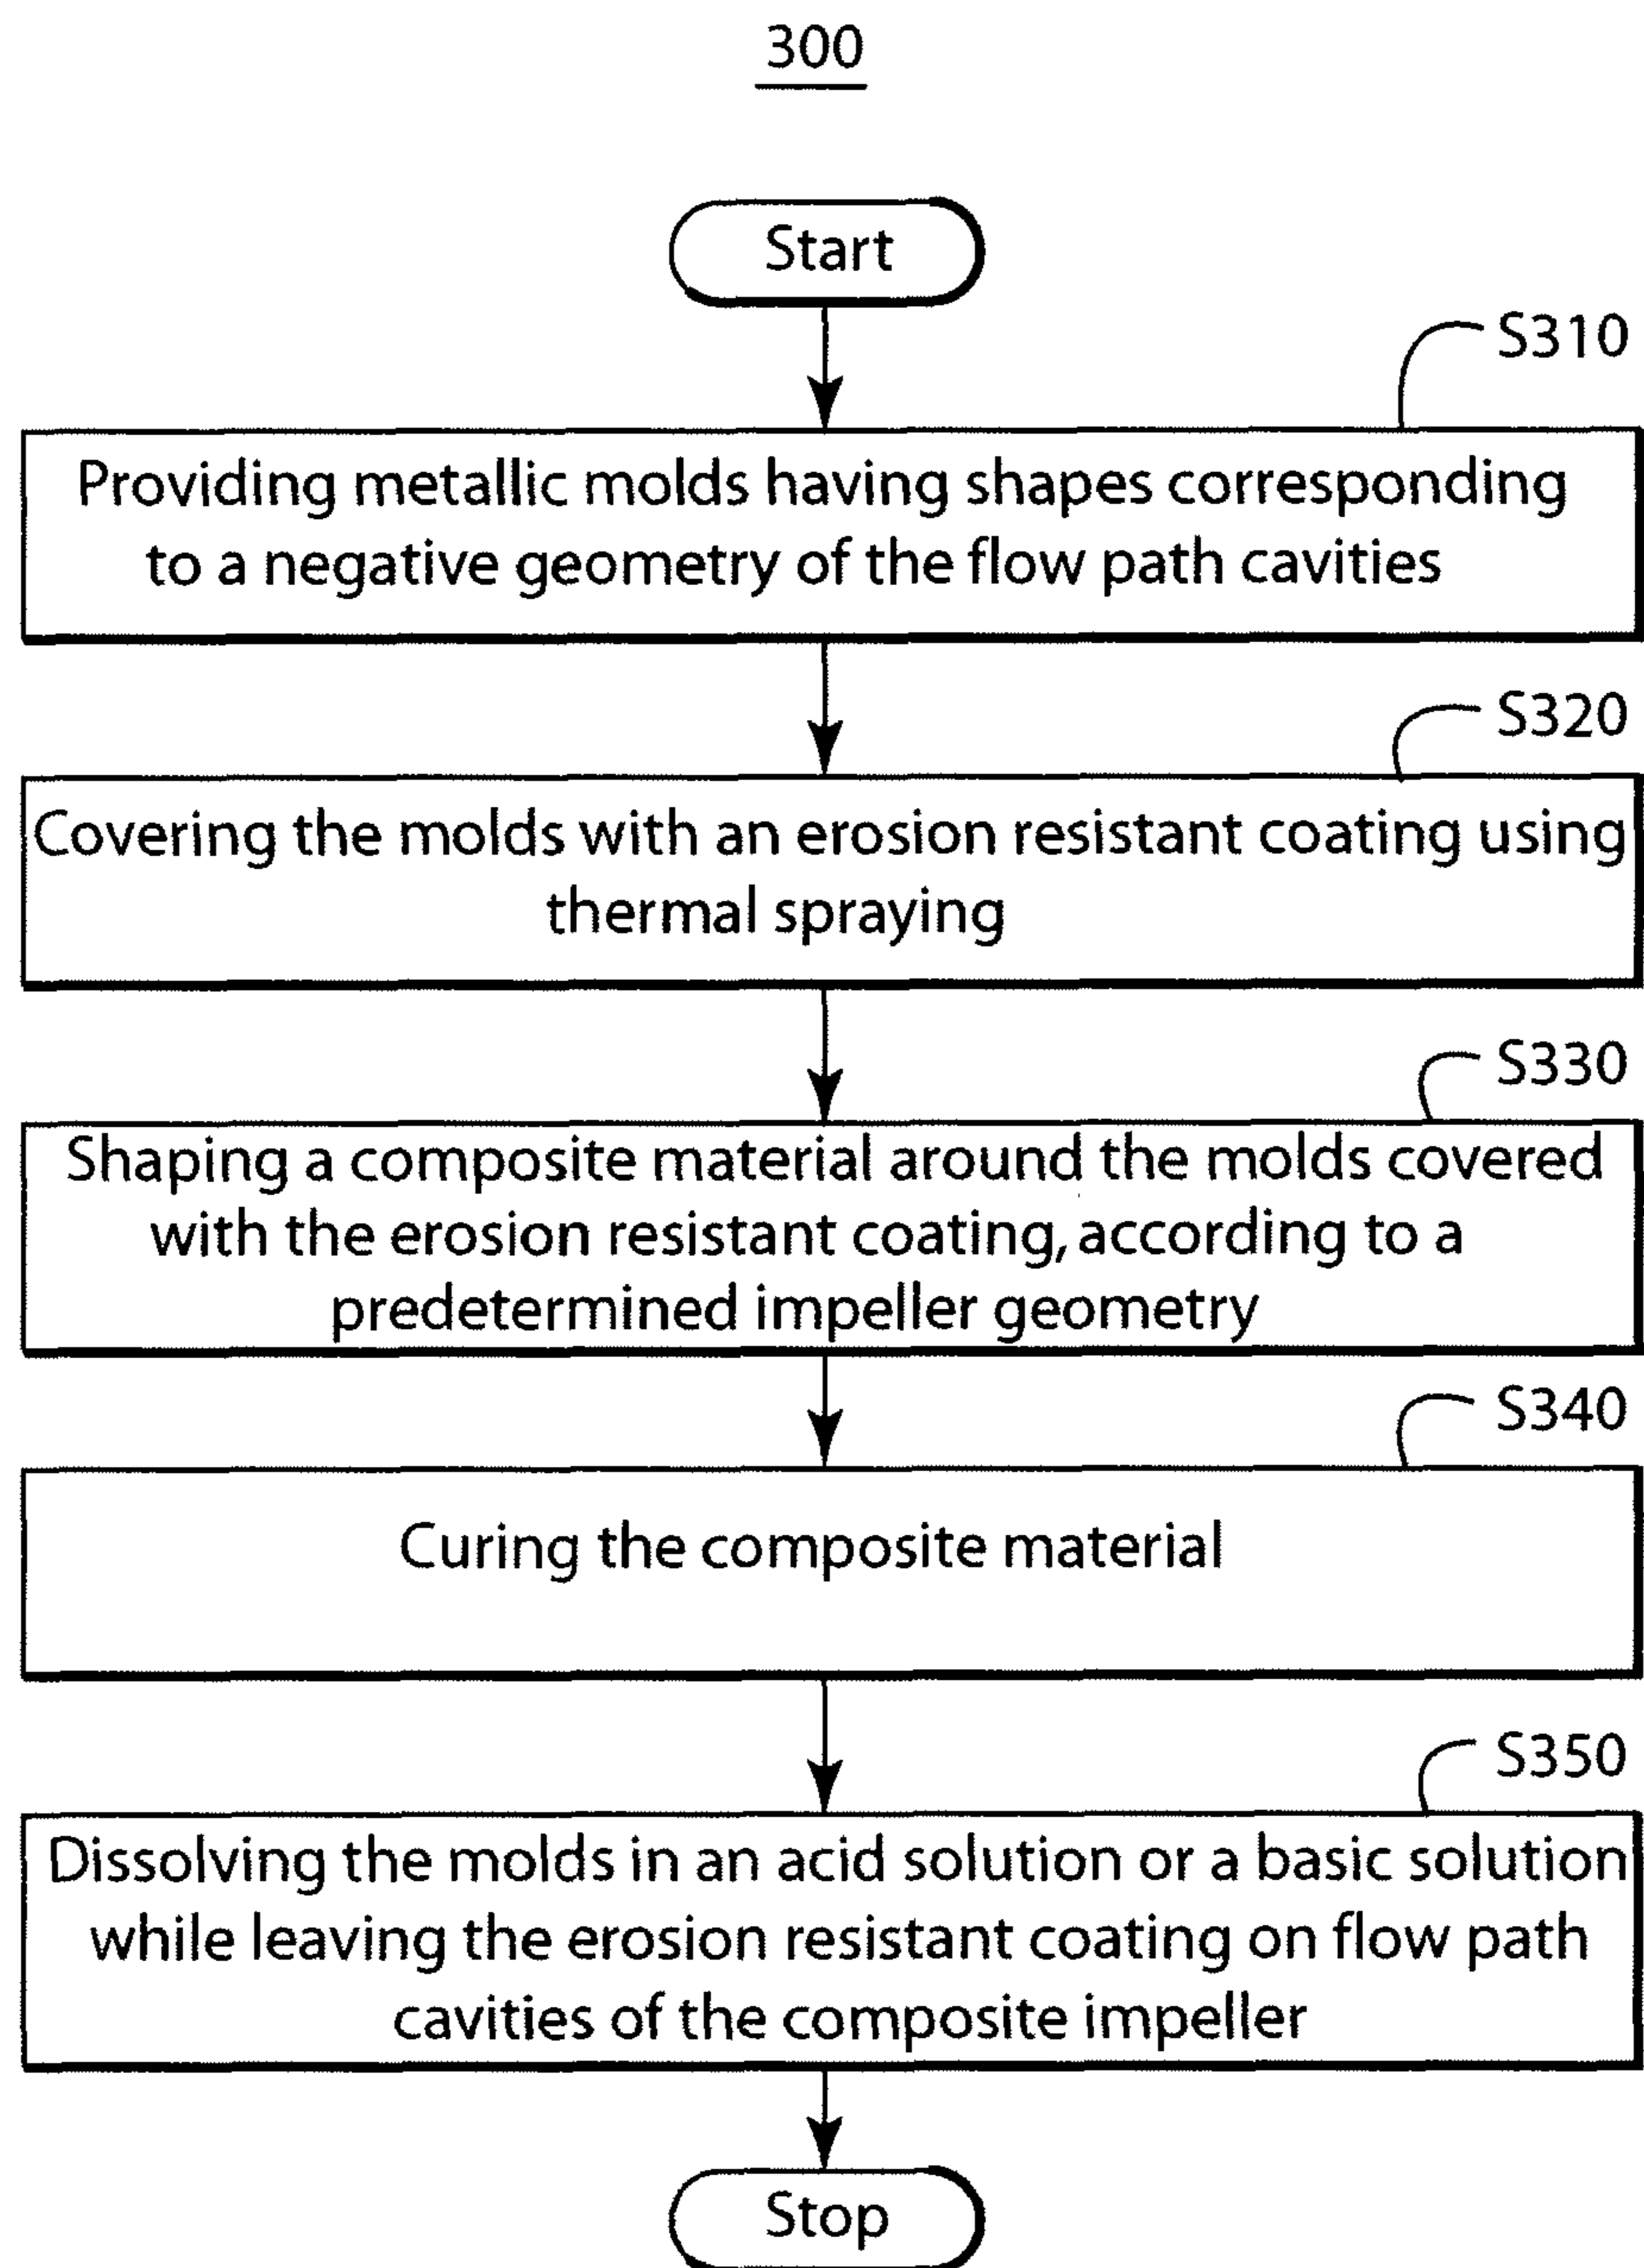 300
Start
S310
Providing metallic molds having shapes corresponding
to a negative geometry of the flow path cavities
S320
Covering the molds with an erosion resistant coating using
thermal spraying
S330
Shaping a composite material around the molds covered
with the erosion resistant coating, according to a
predetermined impeller geometry
S340
Curing the composite material
S350
Dissolving the molds in an acid solution or a basic solution
while leaving the erosion resistant coating on flow path
cavities of the composite impeller
Stop